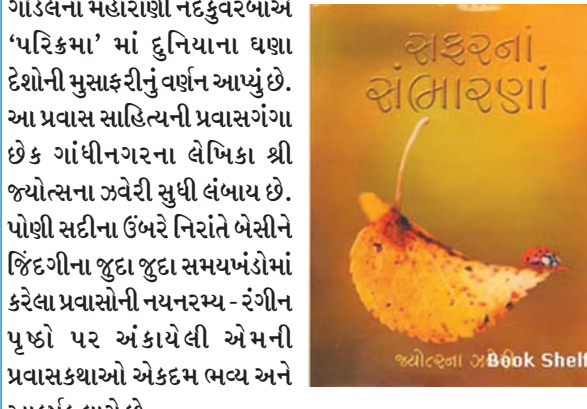 ગોંડલના મહારાણી નંદકુંવરબાએ
‘પરિક્રમા’ માં દુનિયાના ઘણા
દેશોની મુસાફરીનું વર્ણન આપ્યું છે.
આ પ્રવાસ સાહિત્યની પ્રવાસગંગા
છેક ગાંધીનગરના લેખિકા શ્રી
જ્યોત્સના ઝવેરી સુધી લંબાય છે.
પોણી સદીના ઉંબરે નિરાંતે બેસીને
જિંદગીના જુદા જુદા સમયખંડોમાં
કરેલા પ્રવાસોની નયનરમ્ય - રંગીન
પૃષ્ઠો પર અંકાયેલી એમની
પ્રવાસકથાઓ એકદમ ભવ્ય અને
સફરનાં
સંભારણાં
જ્યોત્સના
Book Shelf